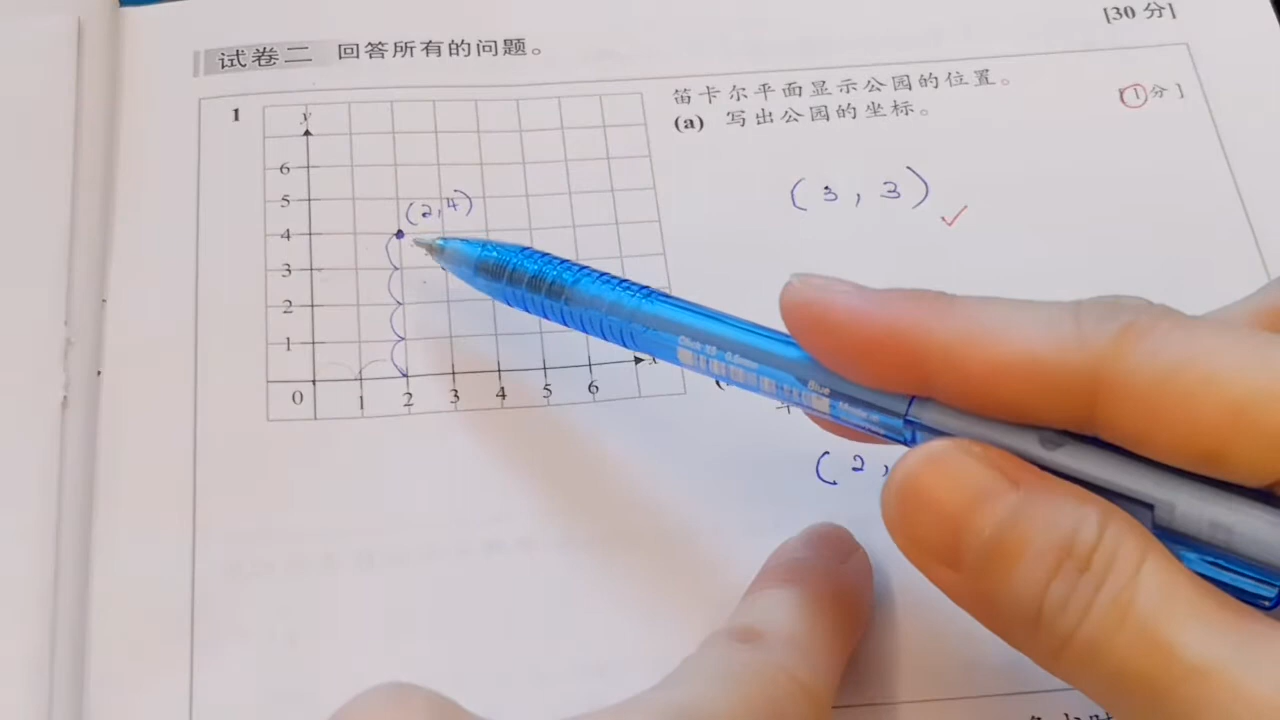 [30 分]
试卷二 回答所有的问题。
1
笛卡尔平面显示公园的位置。
(a) 写出公园的坐标。
[1分]
(3, 3)
y
6
5
4
3
2
1
0 1 2 3 4 5 6
x
(2,4)
(2,
Blue